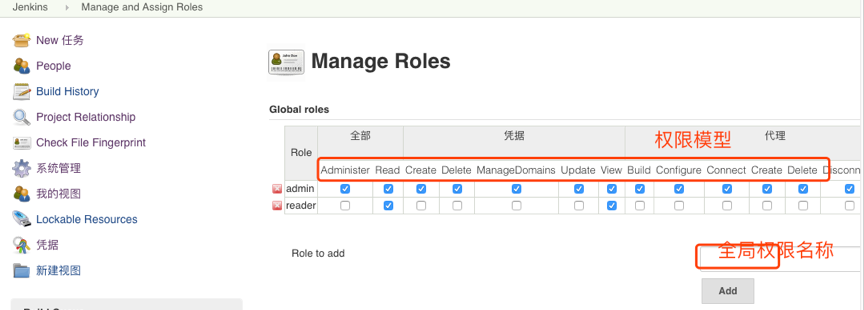 Jenkins Manage and Assign Roles
New 任务
People
Build History
Project Relationship
Check File Fingerprint
系统管理
我的视图
Lockable Resources
凭据
新建视图
Manage Roles
Global roles
Role 全部 凭据 代理
权限模型
Administer Read Create Delete ManageDomains Update View Build Configure Connect Create Delete Disconn
admin
reader
Role to add
全局权限名称
Add